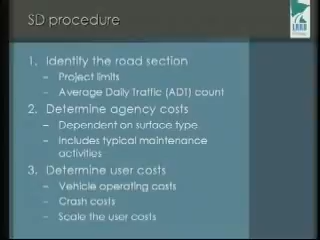 SD procedure
LRRB
1. Identify the road section
– Project limits
– Average Daily Traffic (ADT) count
2. Determine agency costs
– Dependent on surface type
– Includes typical maintenance
activities
3. Determine user costs
– Vehicle operating costs
– Crash costs
– Scale the user costs